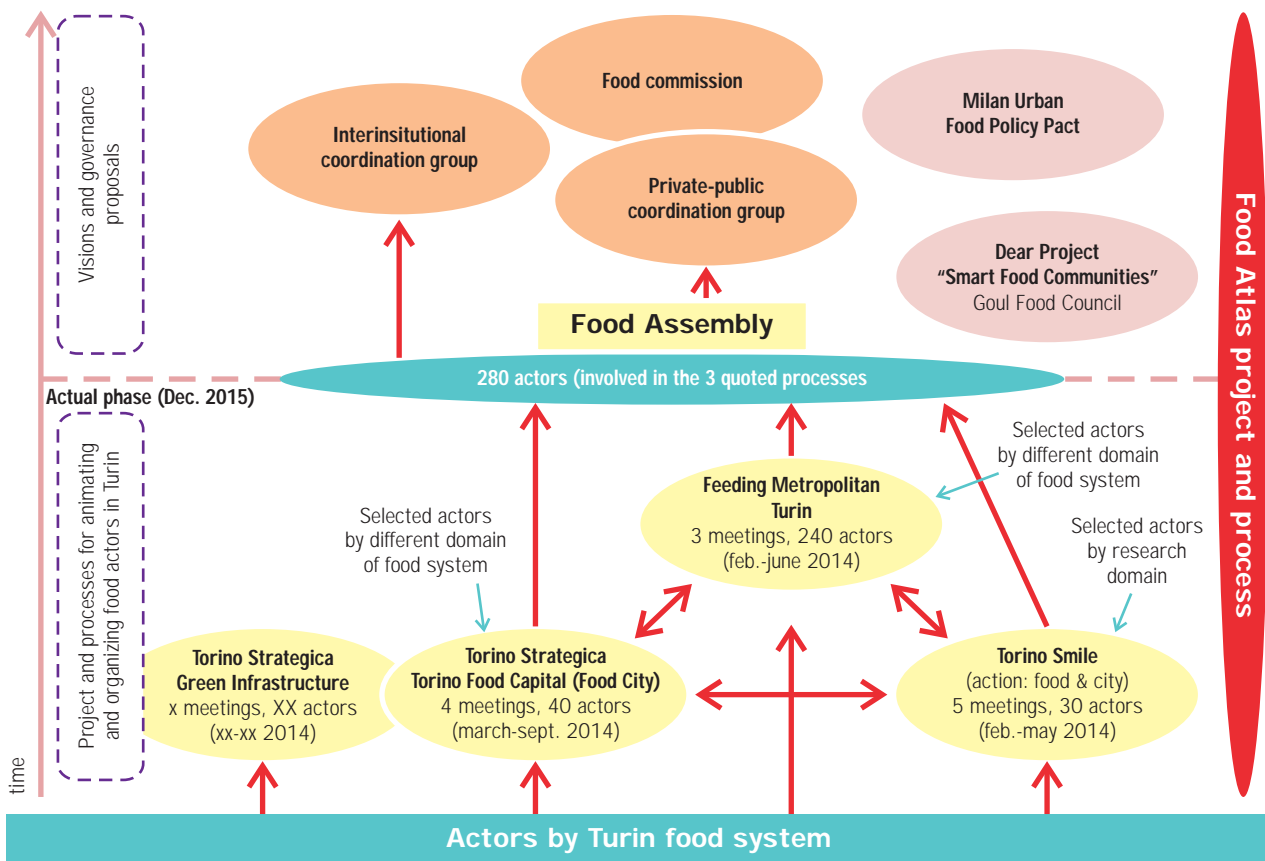 Food commission
Interinsitutional
coordination group
Milan Urban
Food Policy Pact
Private-public
coordination group
Dear Project
“Smart Food Communities”
Goul Food Council
Visions and governance
proposals
Food Assembly
280 actors (involved in the 3 quoted processes
Actual phase (Dec. 2015)
Food Atlas project and process
Project and processes for animating
and organizing food actors in Turin
Selected actors
by different domain
of food system
Feeding Metropolitan
Turin
3 meetings, 240 actors
(feb.-june 2014)
Selected actors
by different domain
of food system
Selected actors
by research
domain
Torino Strategica
Green Infrastructure
x meetings, XX actors
(xx-xx 2014)
Torino Strategica
Torino Food Capital (Food City)
4 meetings, 40 actors
(march-sept. 2014)
Torino Smile
(action: food & city)
5 meetings, 30 actors
(feb.-may 2014)
time
Actors by Turin food system